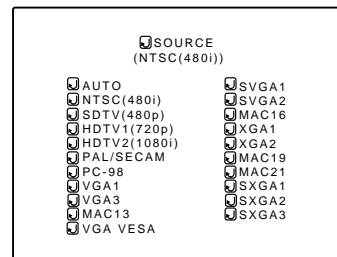 SOURCE
(NTSC(480i))
AUTO
NTSC(480i)
SDTV(480p)
HDTV1(720p)
HDTV2(1080i)
PAL/SECAM
PC-98
VGA1
VGA3
MAC13
VGA VESA
SVGA1
SVGA2
MAC16
XGA1
XGA2
MAC19
MAC21
SXGA1
SXGA2
SXGA3